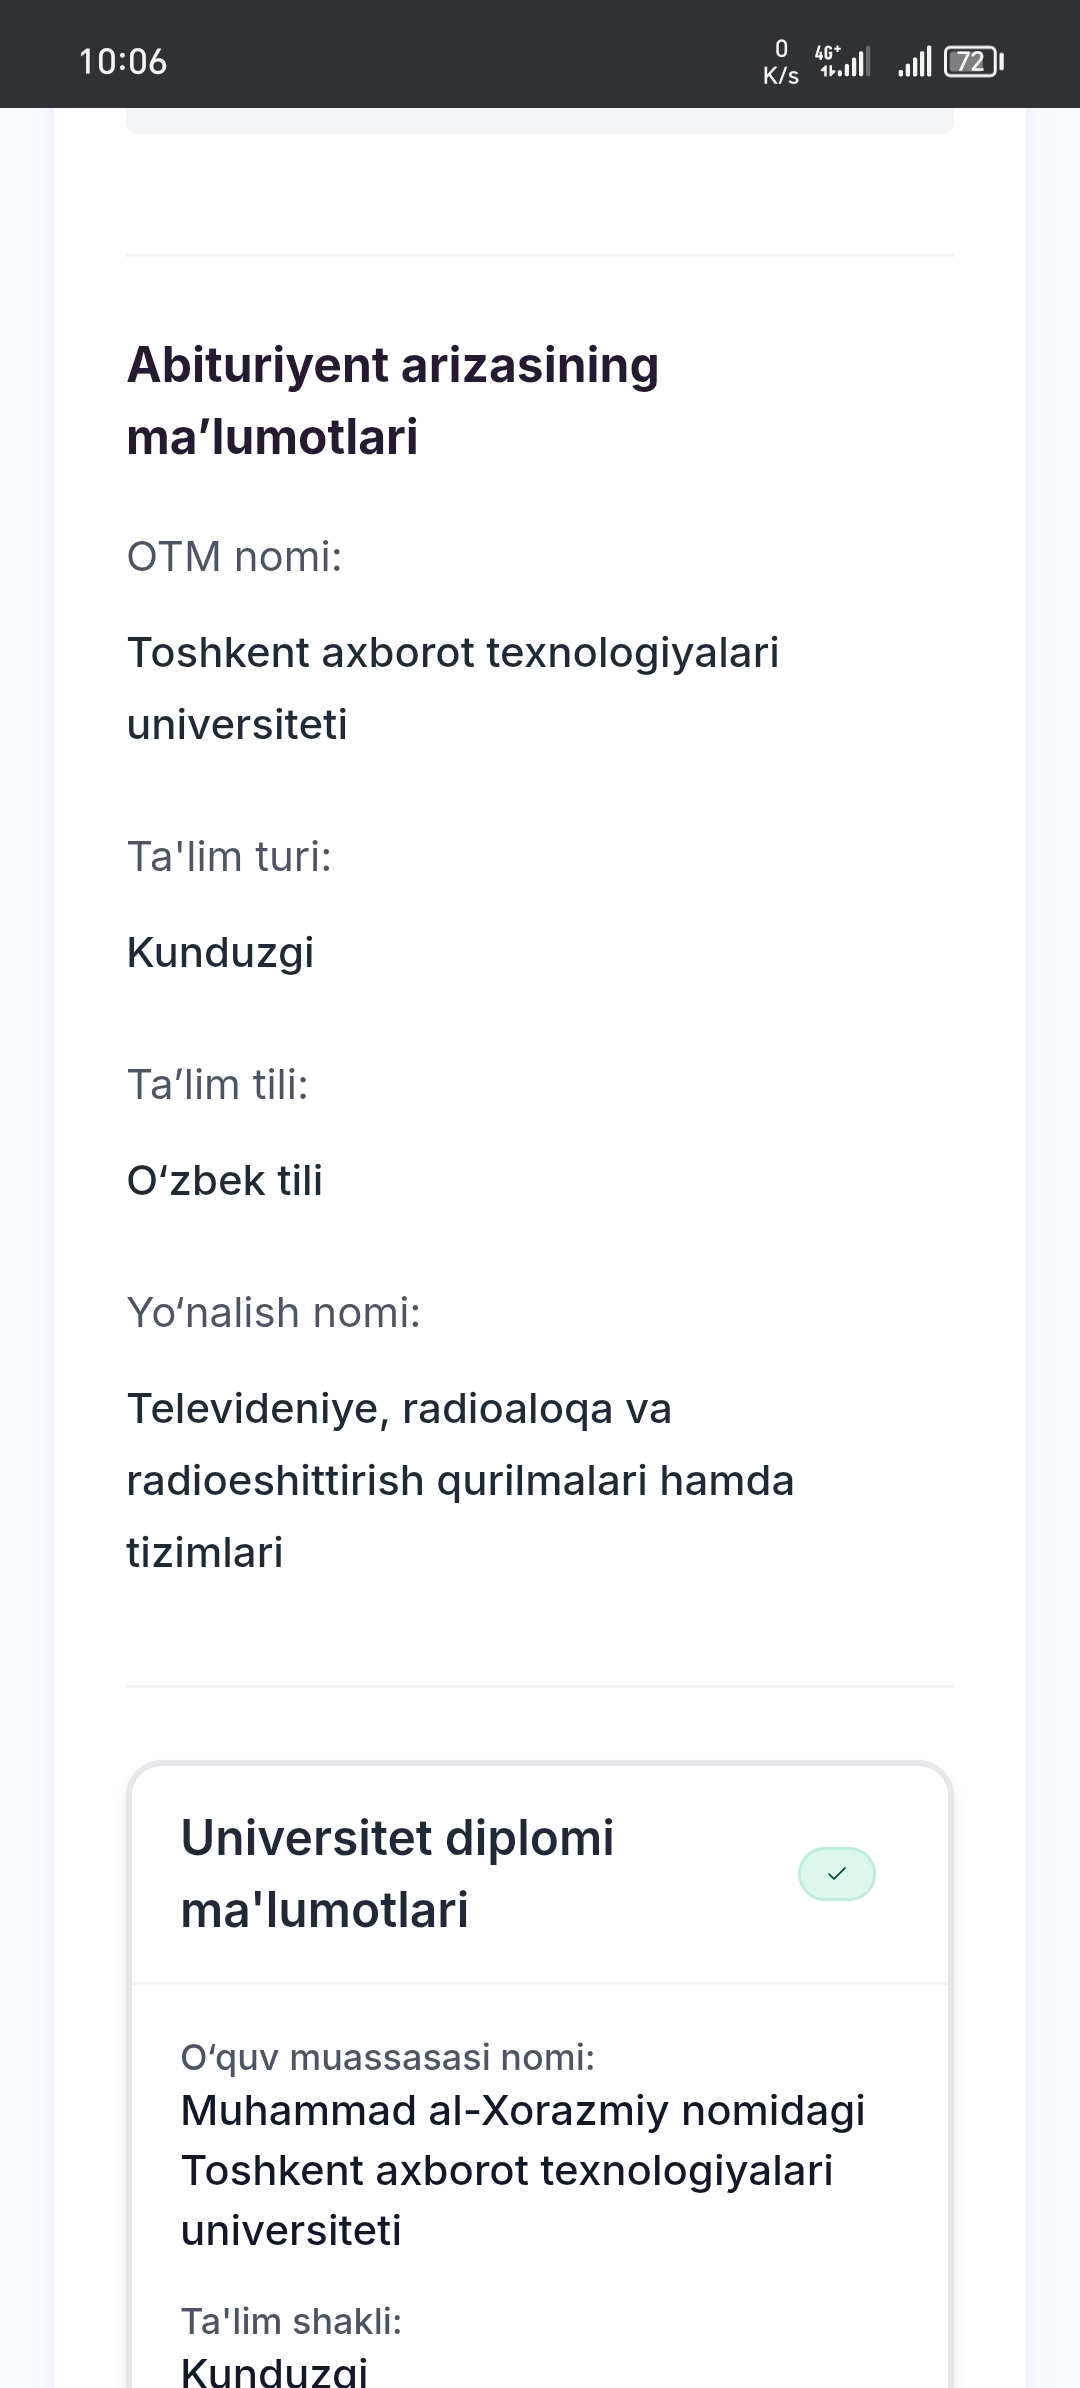 10:06
0
K/s
4G+
72
Abituriyent arizasining
ma’lumotlari
OTM nomi:
Toshkent axborot texnologiyalari
universiteti
Ta'lim turi:
Kunduzgi
Ta’lim tili:
O‘zbek tili
Yo‘nalish nomi:
Televideniye, radioaloqa va
radioeshittirish qurilmalari hamda
tizimlari
Universitet diplomi
ma'lumotlari
O‘quv muassasasi nomi:
Muhammad al-Xorazmiy nomidagi
Toshkent axborot texnologiyalari
universiteti
Ta'lim shakli:
Kunduzgi